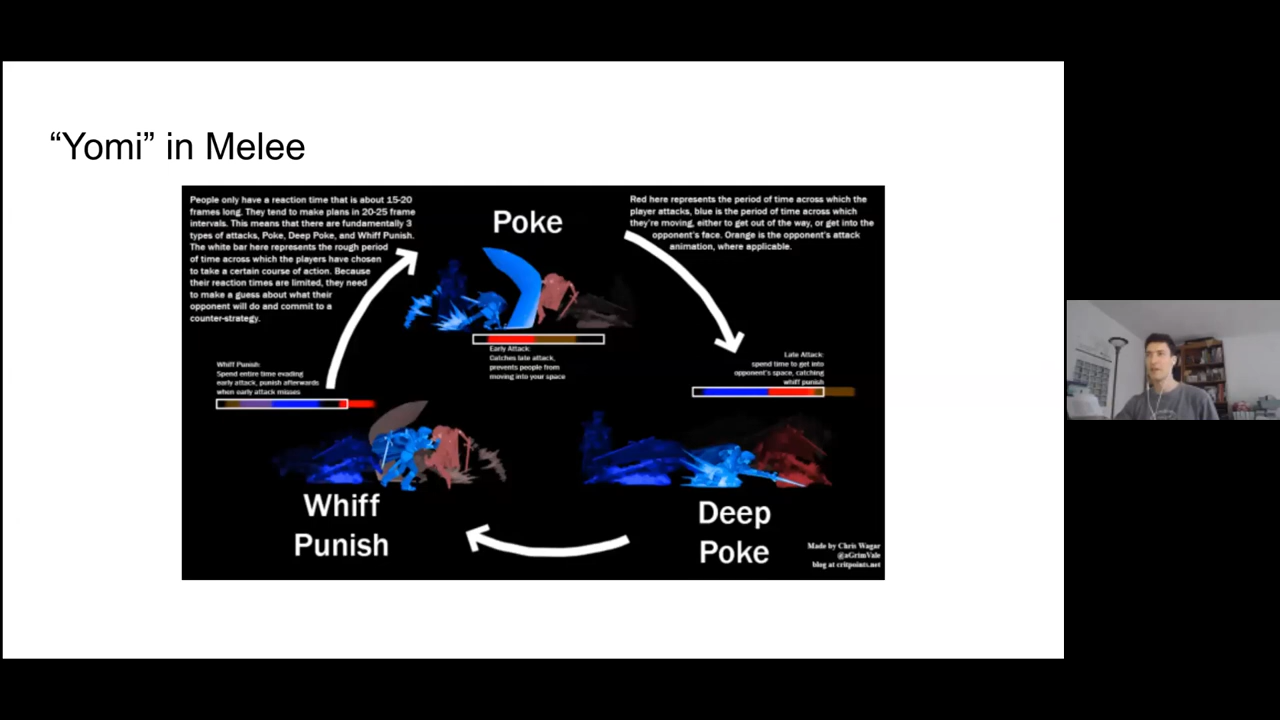 “Yomi” in Melee
People only have a reaction time that is about 15-20
frames long. They tend to make plans in 20-25 frame
intervals. This means that there are fundamentally 3
types of attacks, Poke, Deep Poke, and Whiff Punish.
The white bar here represents the rough period
of time across which the players have chosen
to take a certain course of action. Because
their reaction times are limited, they need
to make a guess about what their
opponent will do and commit to a
counter-strategy.
Poke
Red here represents the period of time across which the
player attacks, blue is the period of time across which
they're moving, either to get out of the way, or get into the
opponent's face. Orange is the opponent's attack
animation, where applicable.
Early Attack:
Catches late attack,
prevents people from
moving into your space
Late Attack:
spend time to get into
opponent's space, catching
whiff punish
Whiff Punish:
Spend entire time evading
early attack, punish afterwards
when early attack misses
Whiff
Punish
Deep
Poke
Made by Chris Wagar
@aGrimVale
blog at critpoints.net